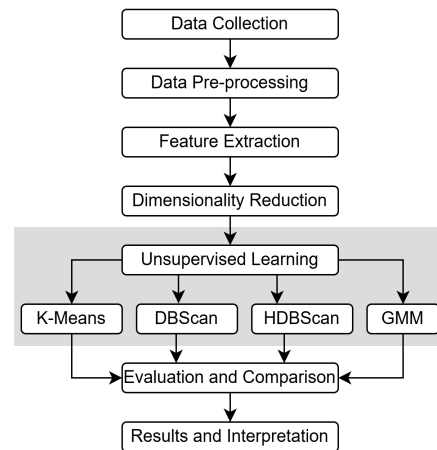 Data Collection
Data Pre-processing
Feature Extraction
Dimensionality Reduction
Unsupervised Learning
K-Means
DBScan
HDBScan
GMM
Evaluation and Comparison
Results and Interpretation